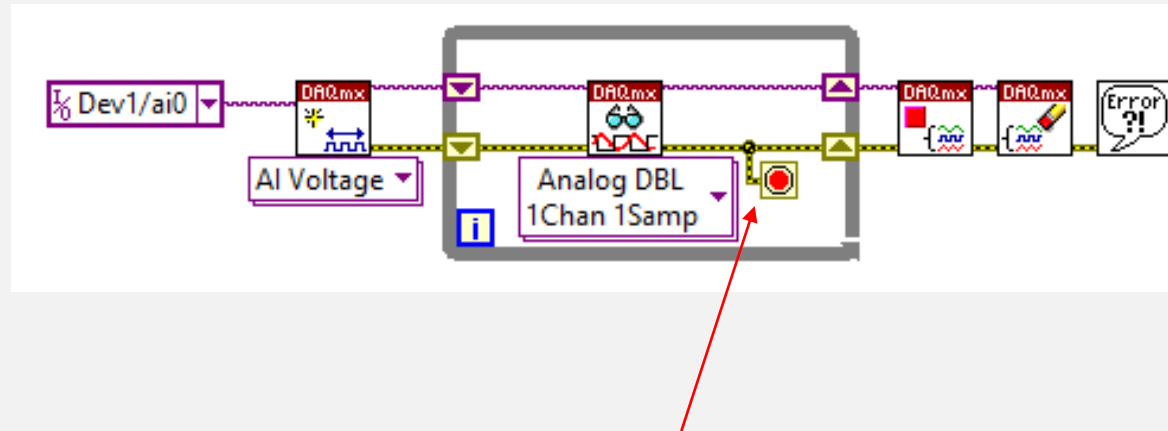 I/O Dev1/ai0
DAQmx
AI Voltage
DAQmx
Analog DBL
1Chan 1Samp
i
DAQmx
DAQmx
Error
?!